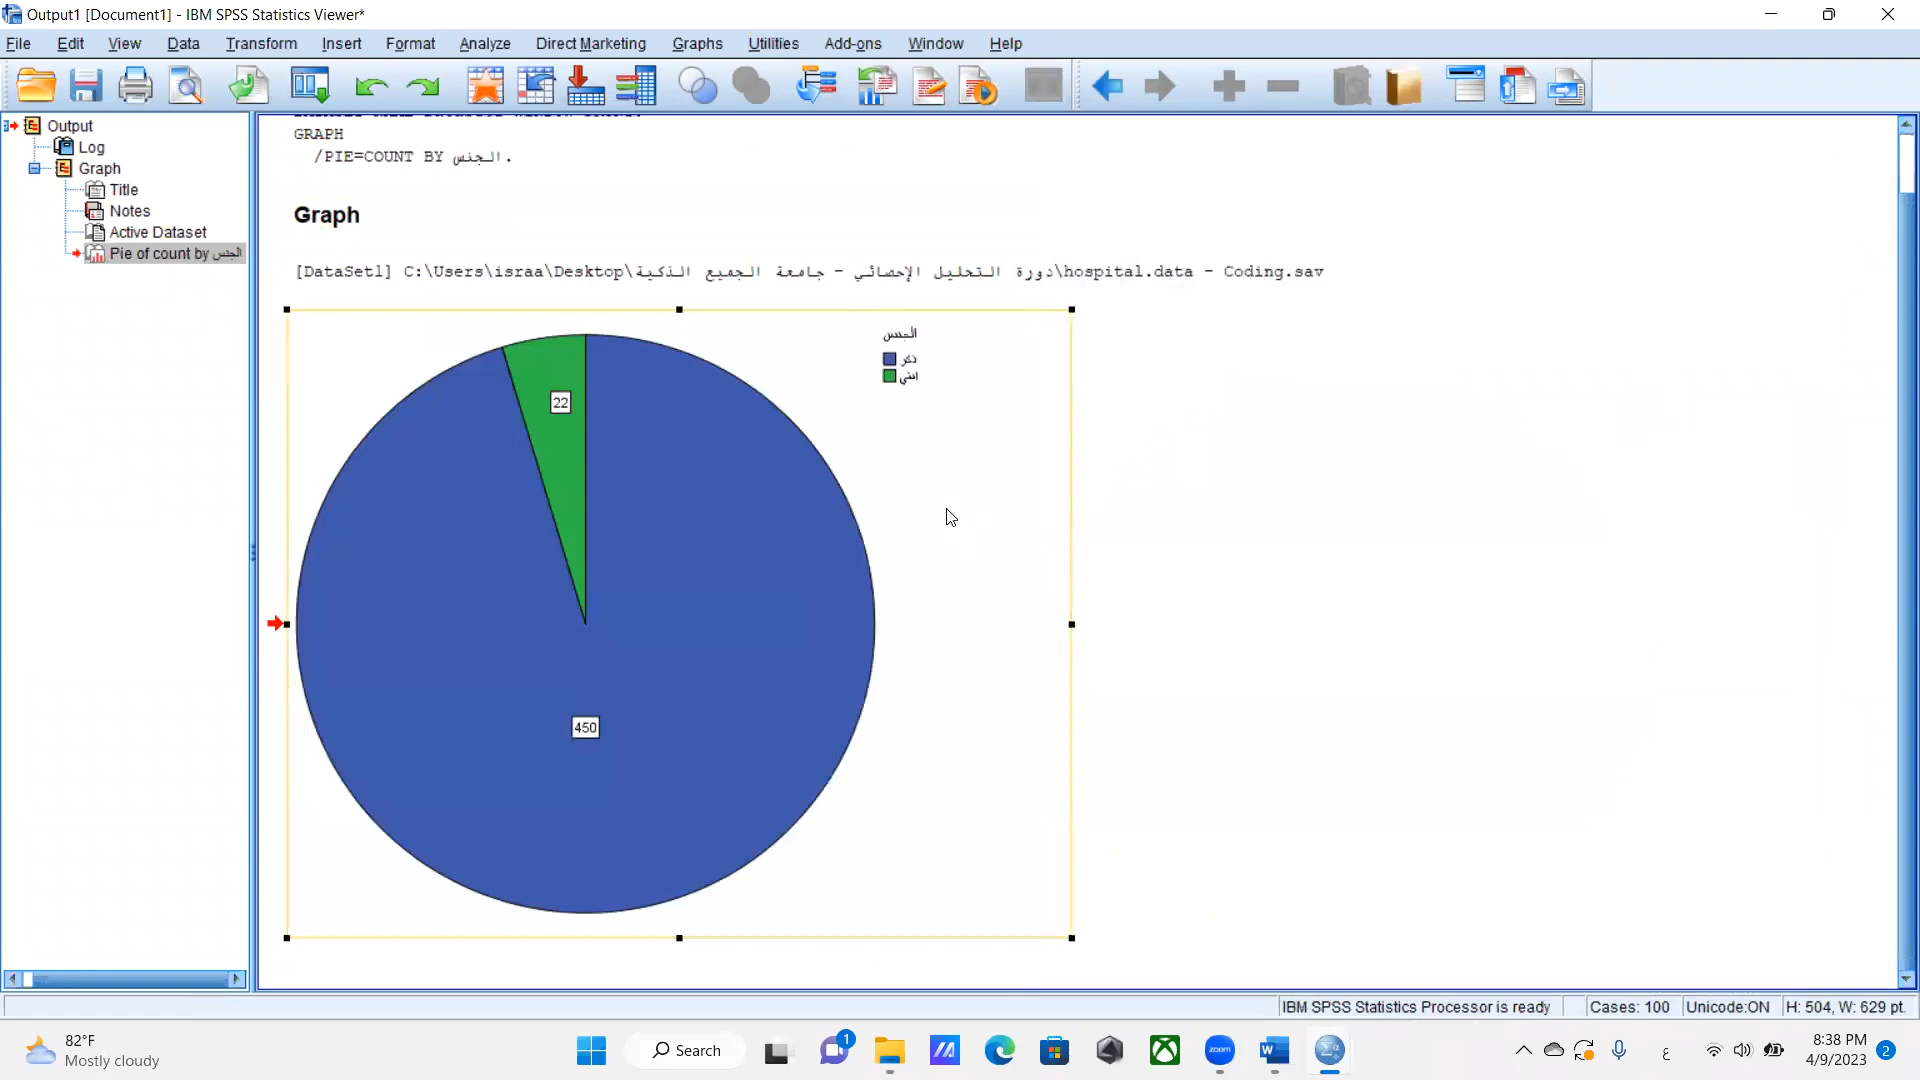 Output1 [Document1] - IBM SPSS Statistics Viewer*
File Edit View Data Transform Insert Format Analyze Direct Marketing Graphs Utilities Add-ons Window Help
Output
Log
Graph
Title
Notes
Active Dataset
Pie of count by الجنس
GRAPH
/PIE=COUNT BY الجنس.
Graph
[DataSet1] C:\Users\israa\Desktop\دورة التحليل الإحصائي - جامعة الجميع الذكية\hospital.data - Coding.sav
الجنس
ذكر
انثي
22
450
IBM SPSS Statistics Processor is ready Cases: 100 Unicode:ON H: 504, W: 629 pt.
82°F
Mostly cloudy
Search
1
zoom
ع
8:38 PM
4/9/2023
2